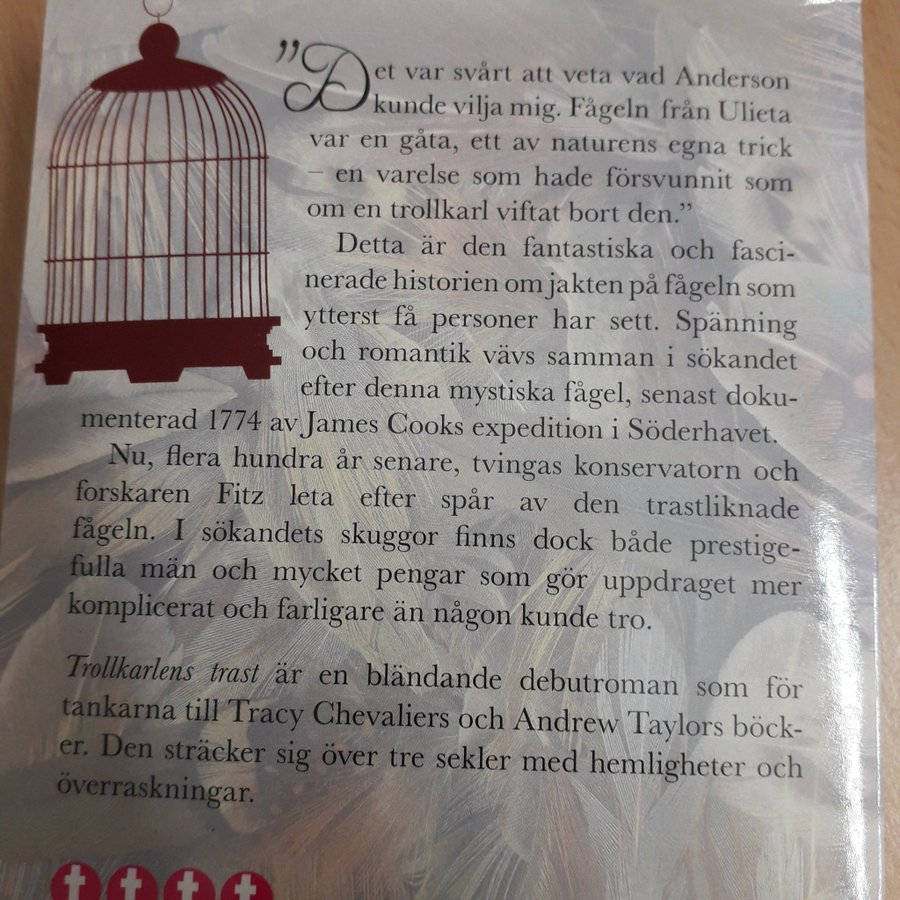 ”Det var svårt att veta vad Anderson
kunde vilja mig. Fågeln från Ulieta
var en gåta, ett av naturens egna trick
– en varelse som hade försvunnit som
om en trollkarl viftat bort den.”
Detta är den fantastiska och fasci-
nerade historien om jakten på fågeln som
ytterst få personer har sett. Spänning
och romantik vävs samman i sökandet
efter denna mystiska fågel, senast doku-
menterad 1774 av James Cooks expedition i Söderhavet.
Nu, flera hundra år senare, tvingas konservatorn och
forskaren Fitz leta efter spår av den trastliknade
fågeln. I sökandets skuggor finns dock både prestige-
fulla män och mycket pengar som gör uppdraget mer
komplicerat och farligare än någon kunde tro.
Trollkarlens trast är en bländande debutroman som för
tankarna till Tracy Chevaliers och Andrew Taylors böck-
er. Den sträcker sig över tre sekler med hemligheter och
överraskningar.